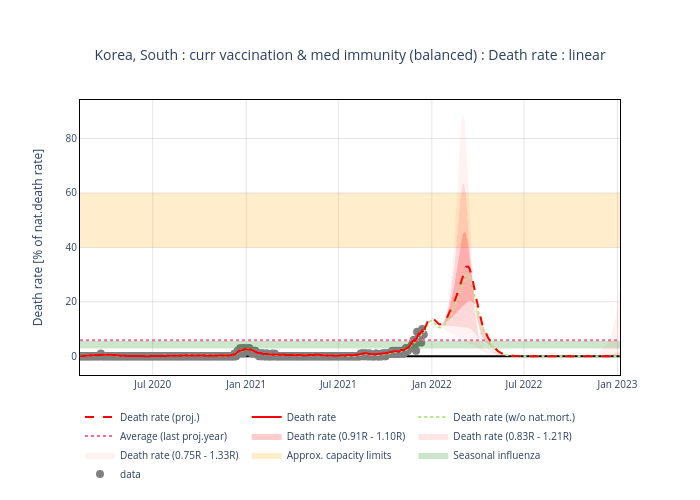 Korea, South : curr vaccination & med immunity (balanced) : Death rate : linear
Death rate [% of nat.death rate]
80
60
40
20
0
Jul 2020 Jan 2021 Jul 2021 Jan 2022 Jul 2022 Jan 2023
Death rate (proj.) Death rate Death rate (w/o nat.mort.)
Average (last proj.year) Death rate (0.91R - 1.10R) Death rate (0.83R - 1.21R)
Death rate (0.75R - 1.33R) Approx. capacity limits Seasonal influenza
data